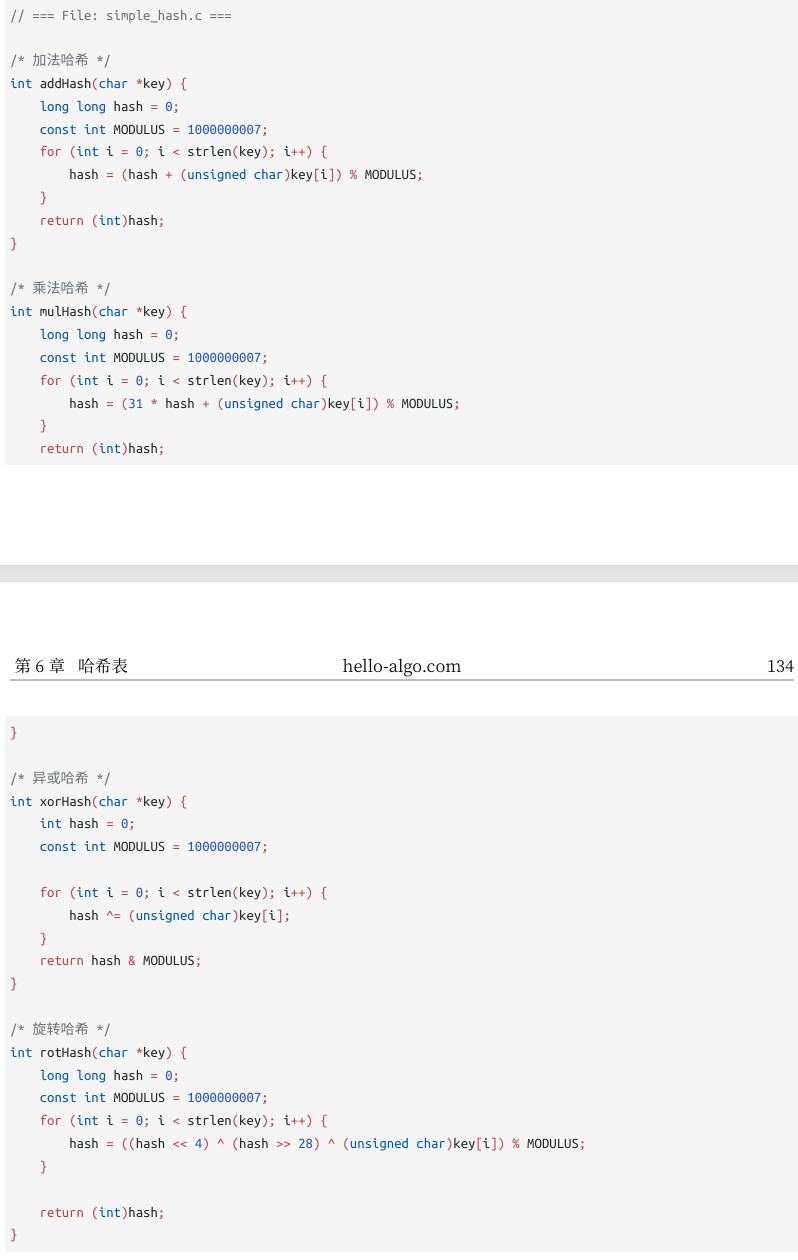 // === File: simple_hash.c ===
/* 加法哈希 */
int addHash(char *key) {
    long long hash = 0;
    const int MODULUS = 1000000007;
    for (int i = 0; i < strlen(key); i++) {
        hash = (hash + (unsigned char)key[i]) % MODULUS;
    }
    return (int)hash;
}
/* 乘法哈希 */
int mulHash(char *key) {
    long long hash = 0;
    const int MODULUS = 1000000007;
    for (int i = 0; i < strlen(key); i++) {
        hash = (31 * hash + (unsigned char)key[i]) % MODULUS;
    }
    return (int)hash;
第 6 章 哈希表 hello-algo.com 134
}
/* 异或哈希 */
int xorHash(char *key) {
    int hash = 0;
    const int MODULUS = 1000000007;
    for (int i = 0; i < strlen(key); i++) {
        hash ^= (unsigned char)key[i];
    }
    return hash & MODULUS;
}
/* 旋转哈希 */
int rotHash(char *key) {
    long long hash = 0;
    const int MODULUS = 1000000007;
    for (int i = 0; i < strlen(key); i++) {
        hash = ((hash << 4) ^ (hash >> 28) ^ (unsigned char)key[i]) % MODULUS;
    }
    return (int)hash;
}